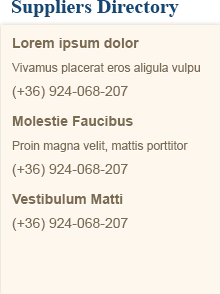 Suppliers Directory
Lorem ipsum dolor
Vivamus placerat eros aligula vulpu
(+36) 924-068-207
Molestie Faucibus
Proin magna velit, mattis porttitor
(+36) 924-068-207
Vestibulum Matti
(+36) 924-068-207